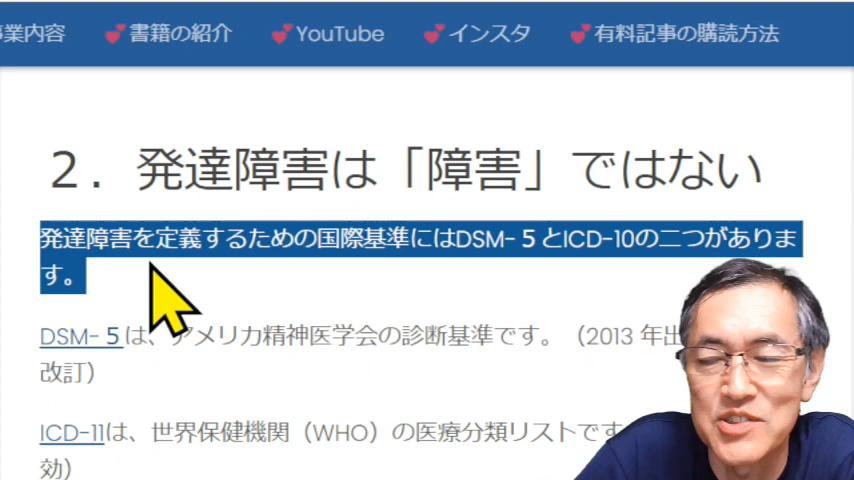 事業内容 💕書籍の紹介 💕YouTube 💕インスタ 💕有料記事の購読方法
２．発達障害は「障害」ではない
発達障害を定義するための国際基準にはDSM-５とICD-10の二つがありま
す。
DSM-５は、アメリカ精神医学会の診断基準です。（2013 年出
改訂）
ICD-11は、世界保健機関（WHO）の医療分類リストです
効）